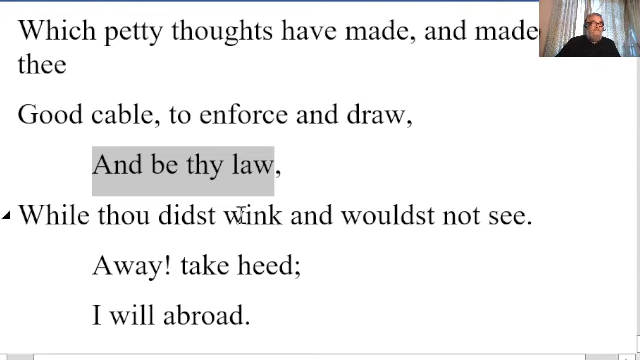 Which petty thoughts have made, and made
thee
Good cable, to enforce and draw,
And be thy law,
While thou didst wink and wouldst not see.
Away! take heed;
I will abroad.